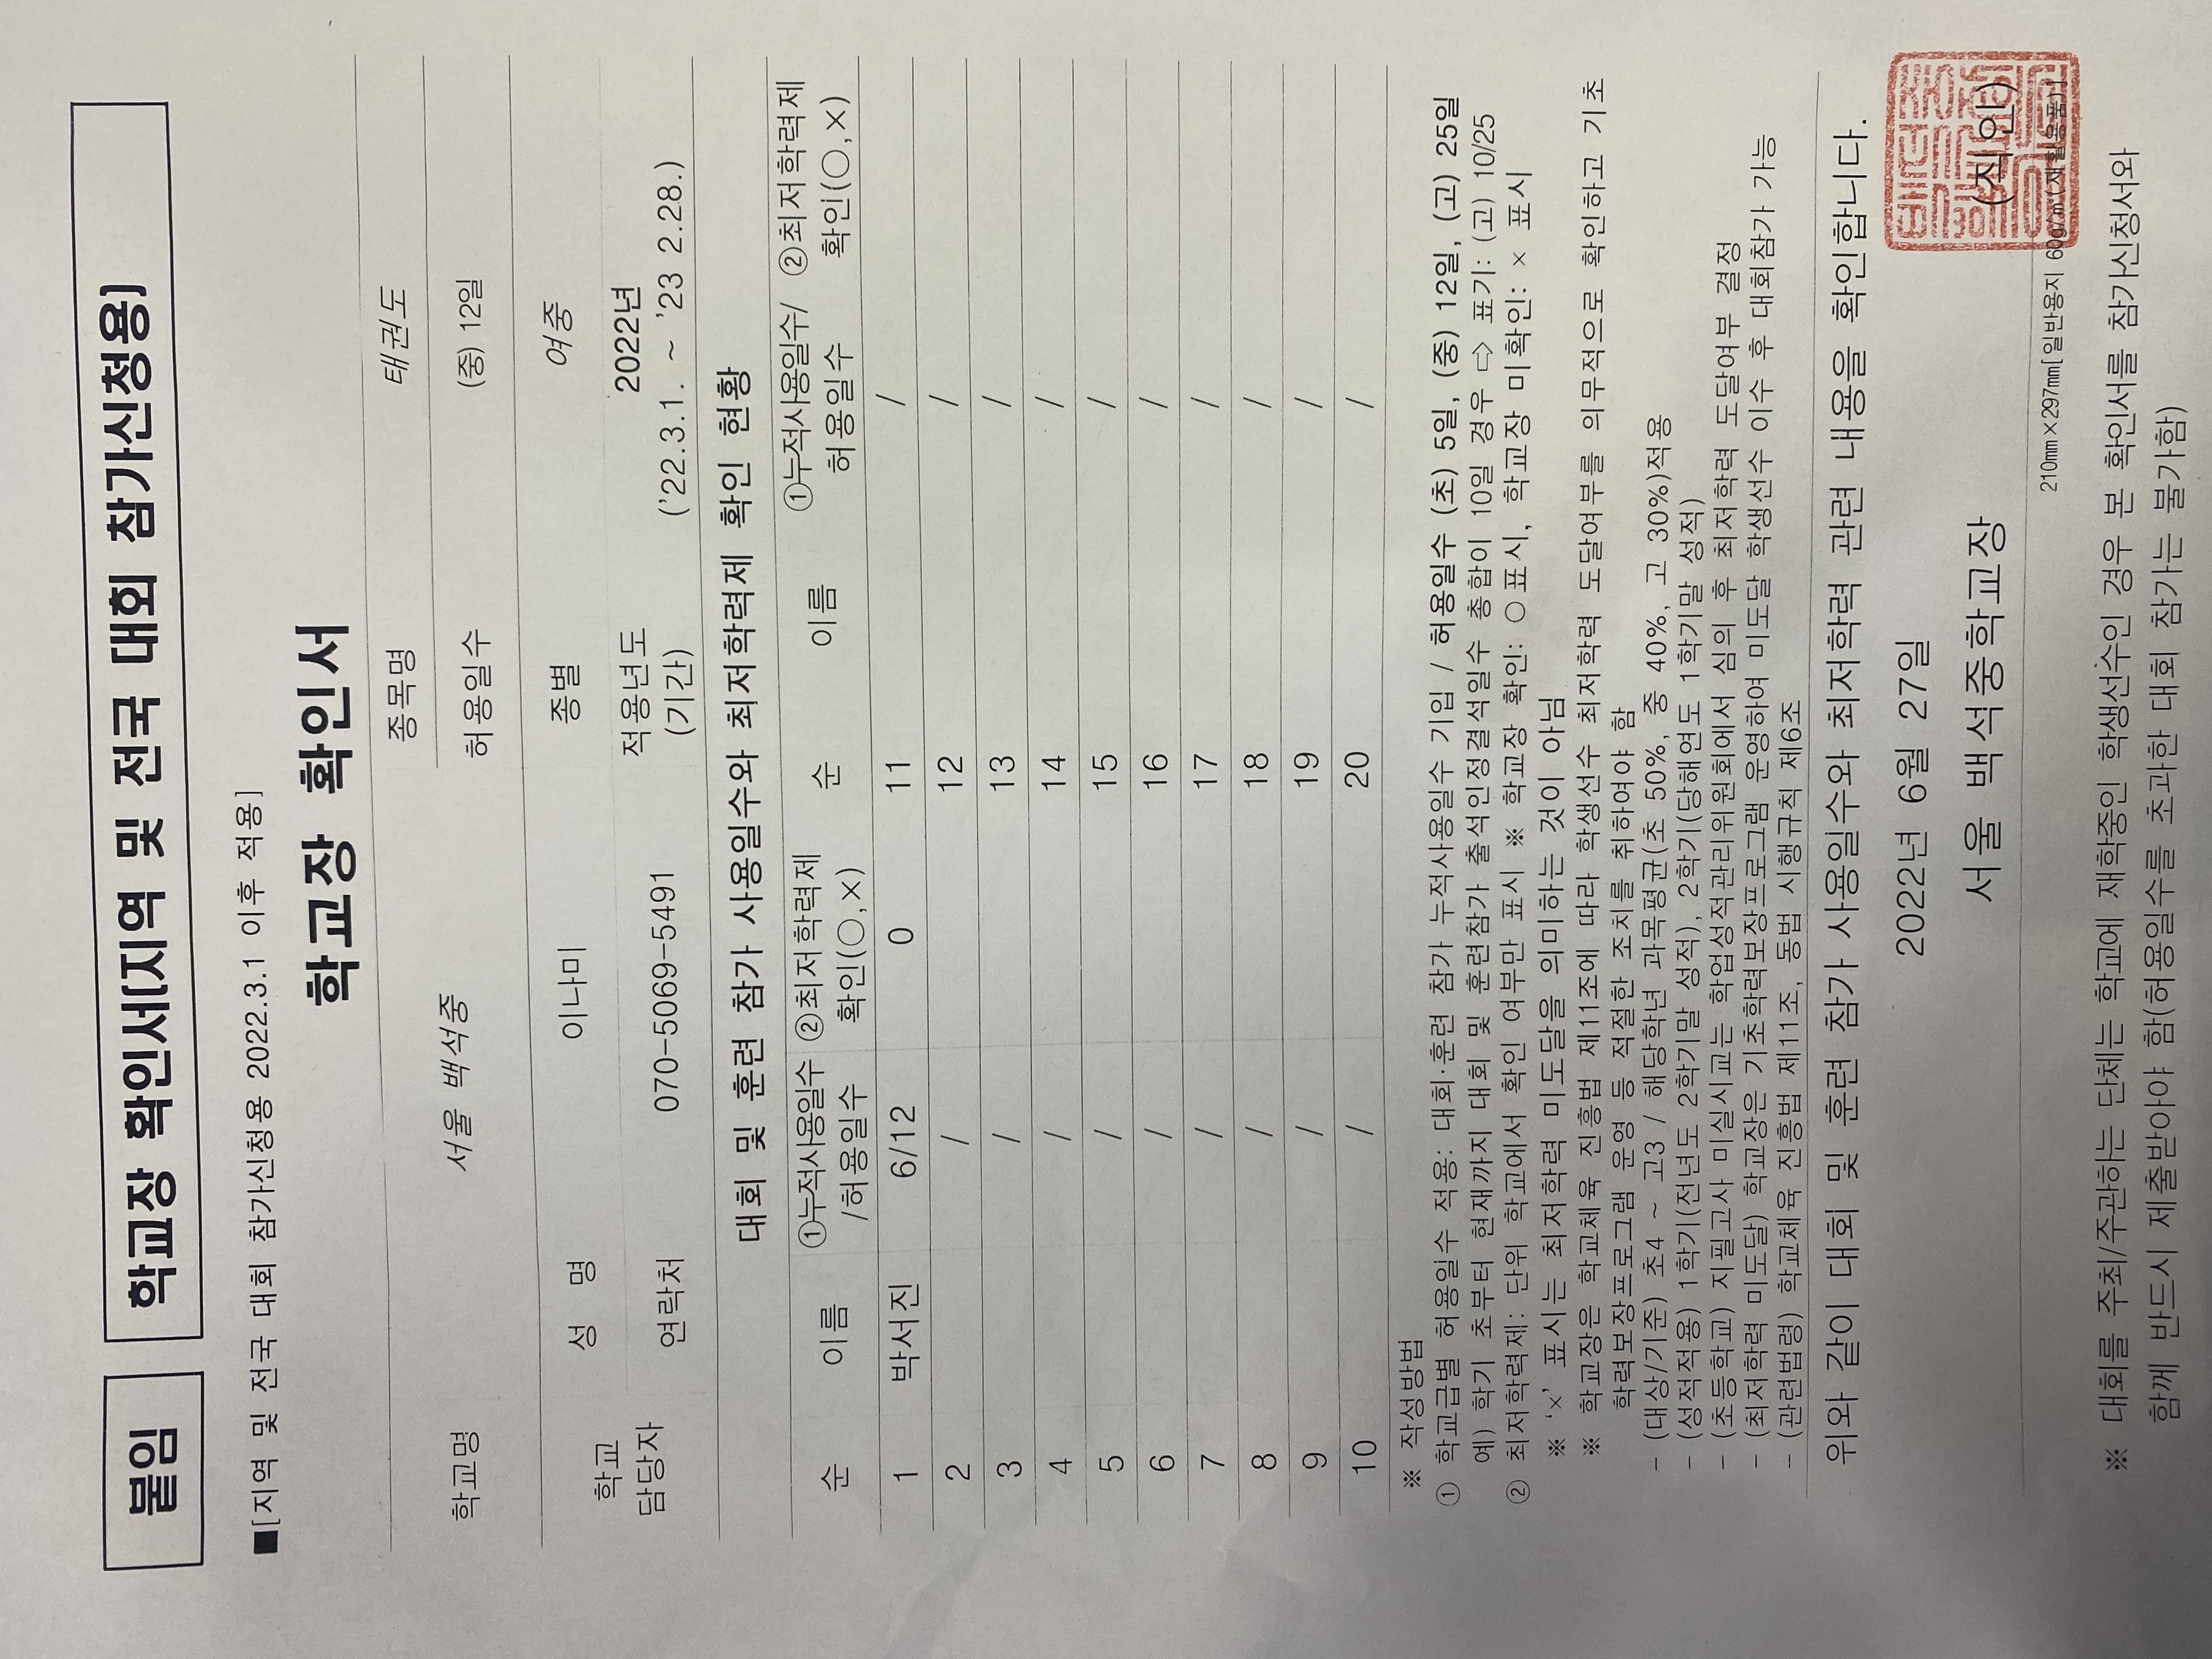 붙임
학교장 확인서[지역 및 전국 대회 참가신청용]
■[지역 및 전국 대회 참가신청용 2022.3.1 이후 적용]
학교장 확인서
학교명 서울 백석중 종목명 태권도
허용일수 (중) 12일
학교 담당자 성 명 이나미 종별 여중
연락처 070-5069-5491 적용년도 (기간) 2022년 ('22.3.1. ~ '23 2.28.)
대회 및 훈련 참가 사용일수와 최저학력제 확인 현황
순 이름 ①누적사용일수 /허용일수 ②최저학력제 확인(○,×) 순 이름 ①누적사용일수/ 허용일수 ②최저학력제 확인(○,×)
1 박서진 6/12 0 11 /
2 / 12 /
3 / 13 /
4 / 14 /
5 / 15 /
6 / 16 /
7 / 17 /
8 / 18 /
9 / 19 /
10 / 20 /
※ 작성방법
① 학교급별 허용일수 적용: 대회·훈련 참가 누적사용일수 기입 / 허용일수 (초) 5일, (중) 12일, (고) 25일
예) 학기 초부터 현재까지 대회 및 훈련참가 출석인정결석일수 총합이 10일 경우 ⇨ 표기: (고) 10/25
② 최저학력제: 단위 학교에서 확인 여부만 표시 ※ 학교장 확인: ○표시, 학교장 미확인: × 표시
※ '×' 표시는 최저학력 미도달을 의미하는 것이 아님
※ 학교장은 학교체육 진흥법 제11조에 따라 학생선수 최저학력 도달여부를 의무적으로 확인하고 기초
학력보장프로그램 운영 등 적절한 조치를 취하여야 함
- (대상/기준) 초4 ~ 고3 / 해당학년 과목평균(초 50%, 중 40%, 고 30%)적용
- (성적적용) 1학기(전년도 2학기말 성적), 2학기(당해연도 1학기말 성적)
- (초등학교) 지필고사 미실시교는 학업성적관리위원회에서 심의 후 최저학력 도달여부 결정
- (최저학력 미도달) 학교장은 기초학력보장프로그램 운영하여 미도달 학생선수 이수 후 대회참가 가능
- (관련법령) 학교체육 진흥법 제11조, 동법 시행규칙 제6조
위와 같이 대회 및 훈련 참가 사용일수와 최저학력 관련 내용을 확인합니다.
2022년 6월 27일
서울 백석중학교장 (직인)
210㎜×297㎜[일반용지 60g/㎡(재활용품)]
※ 대회를 주최/주관하는 단체는 학교에 재학중인 학생선수인 경우 본 확인서를 참가신청서와
함께 반드시 제출받아야 함(허용일수를 초과한 대회 참가는 불가함)